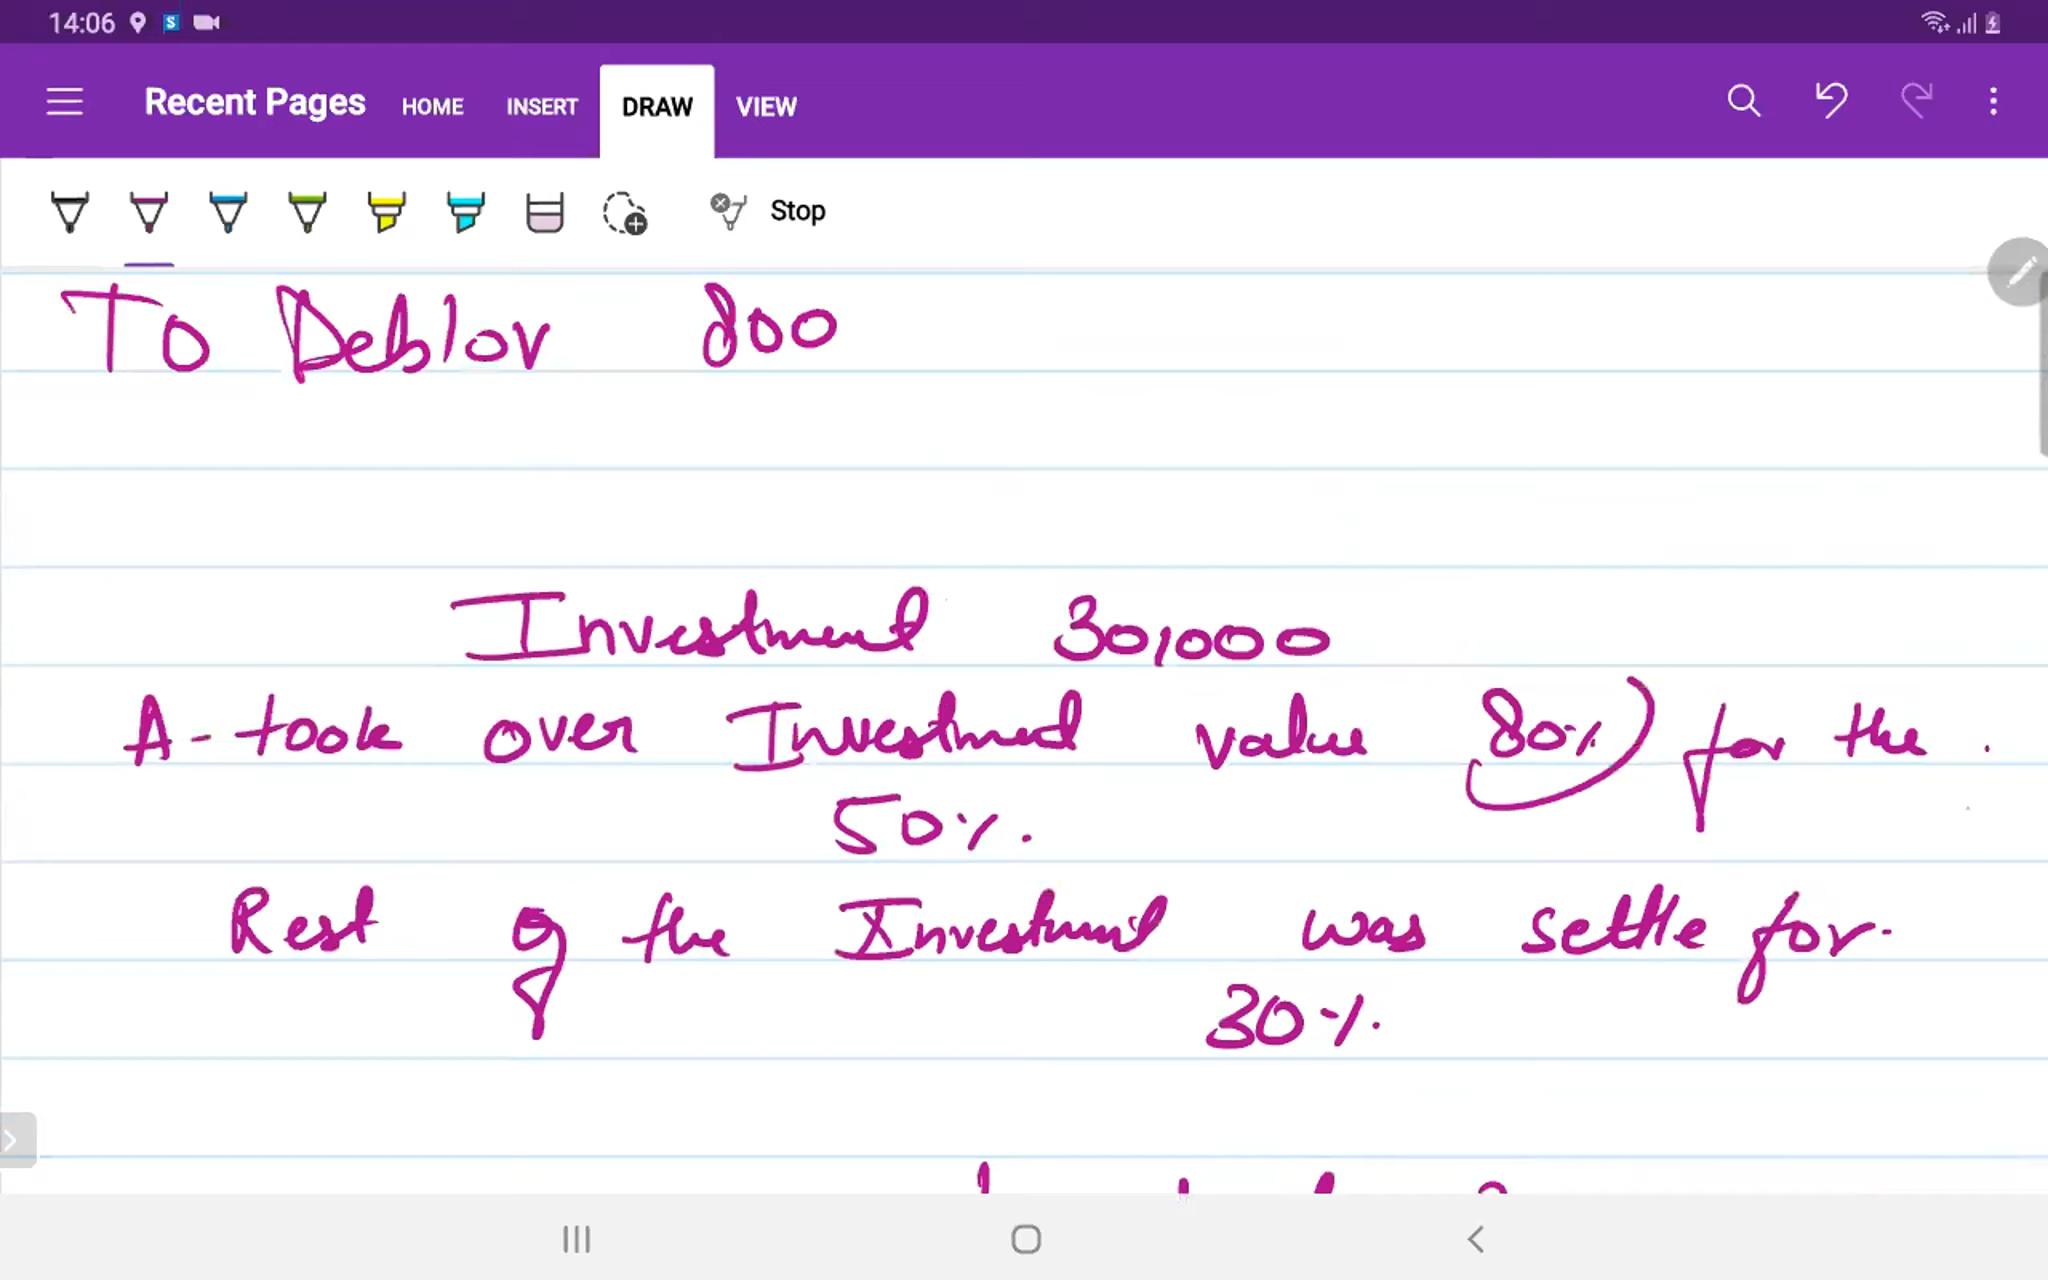 14:06
Recent Pages HOME INSERT DRAW VIEW
Stop
To Debtor 800
Investment 30,000
A - took over Investment value 80%) for the .
50%.
Rest of the Investment was settle for.
30%.